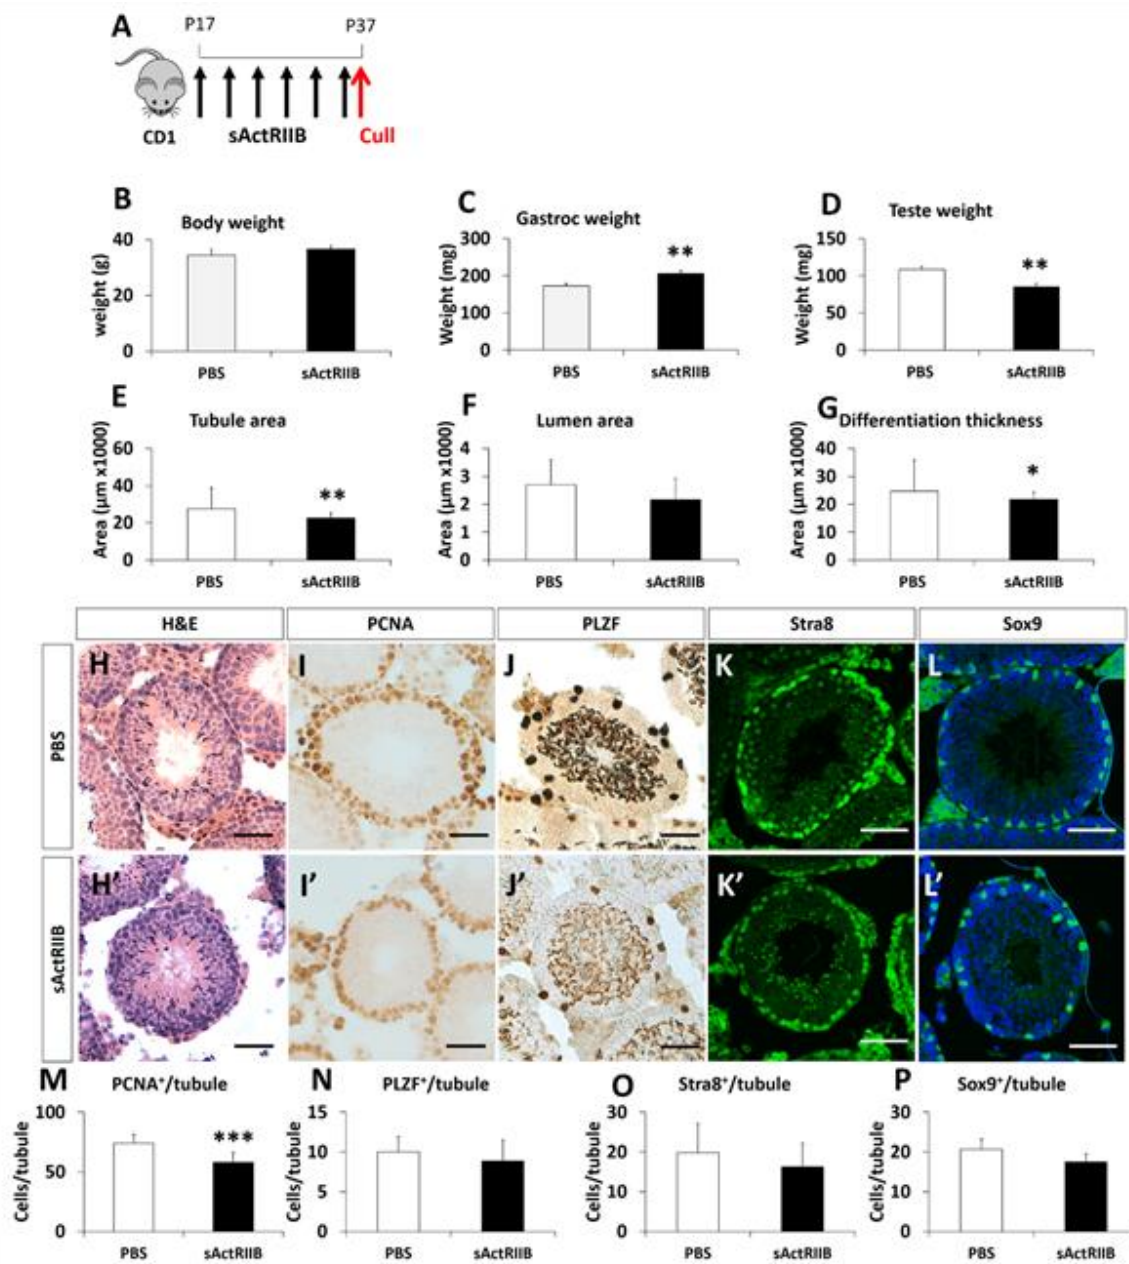 A
P17 P37
CD1 sActRIIB Cull
B
Body weight
weight (g)
40
20
0
PBS sActRIIB
C
Gastroc weight
Weight (mg)
300
200
100
0
**
PBS sActRIIB
D
Teste weight
Weight (mg)
150
100
50
0
**
PBS sActRIIB
E
Tubule area
Area (µm x1000)
60
40
20
0
**
PBS sActRIIB
F
Lumen area
Area (µm x1000)
4
3
2
1
0
PBS sActRIIB
G
Differentiation thickness
Area (µm x1000)
40
30
20
10
0
*
PBS sActRIIB
H&E PCNA PLZF Stra8 Sox9
PBS
H I J K L
sActRIIB
H' I' J' K' L'
M
PCNA⁺/tubule
Cells/tubule
100
50
0
***
PBS sActRIIB
N
PLZF⁺/tubule
Cells/tubule
15
10
5
0
PBS sActRIIB
O
Stra8⁺/tubule
Cells/tubule
30
20
10
0
PBS sActRIIB
P
Sox9⁺/tubule
Cells/tubule
30
20
10
0
PBS sActRIIB